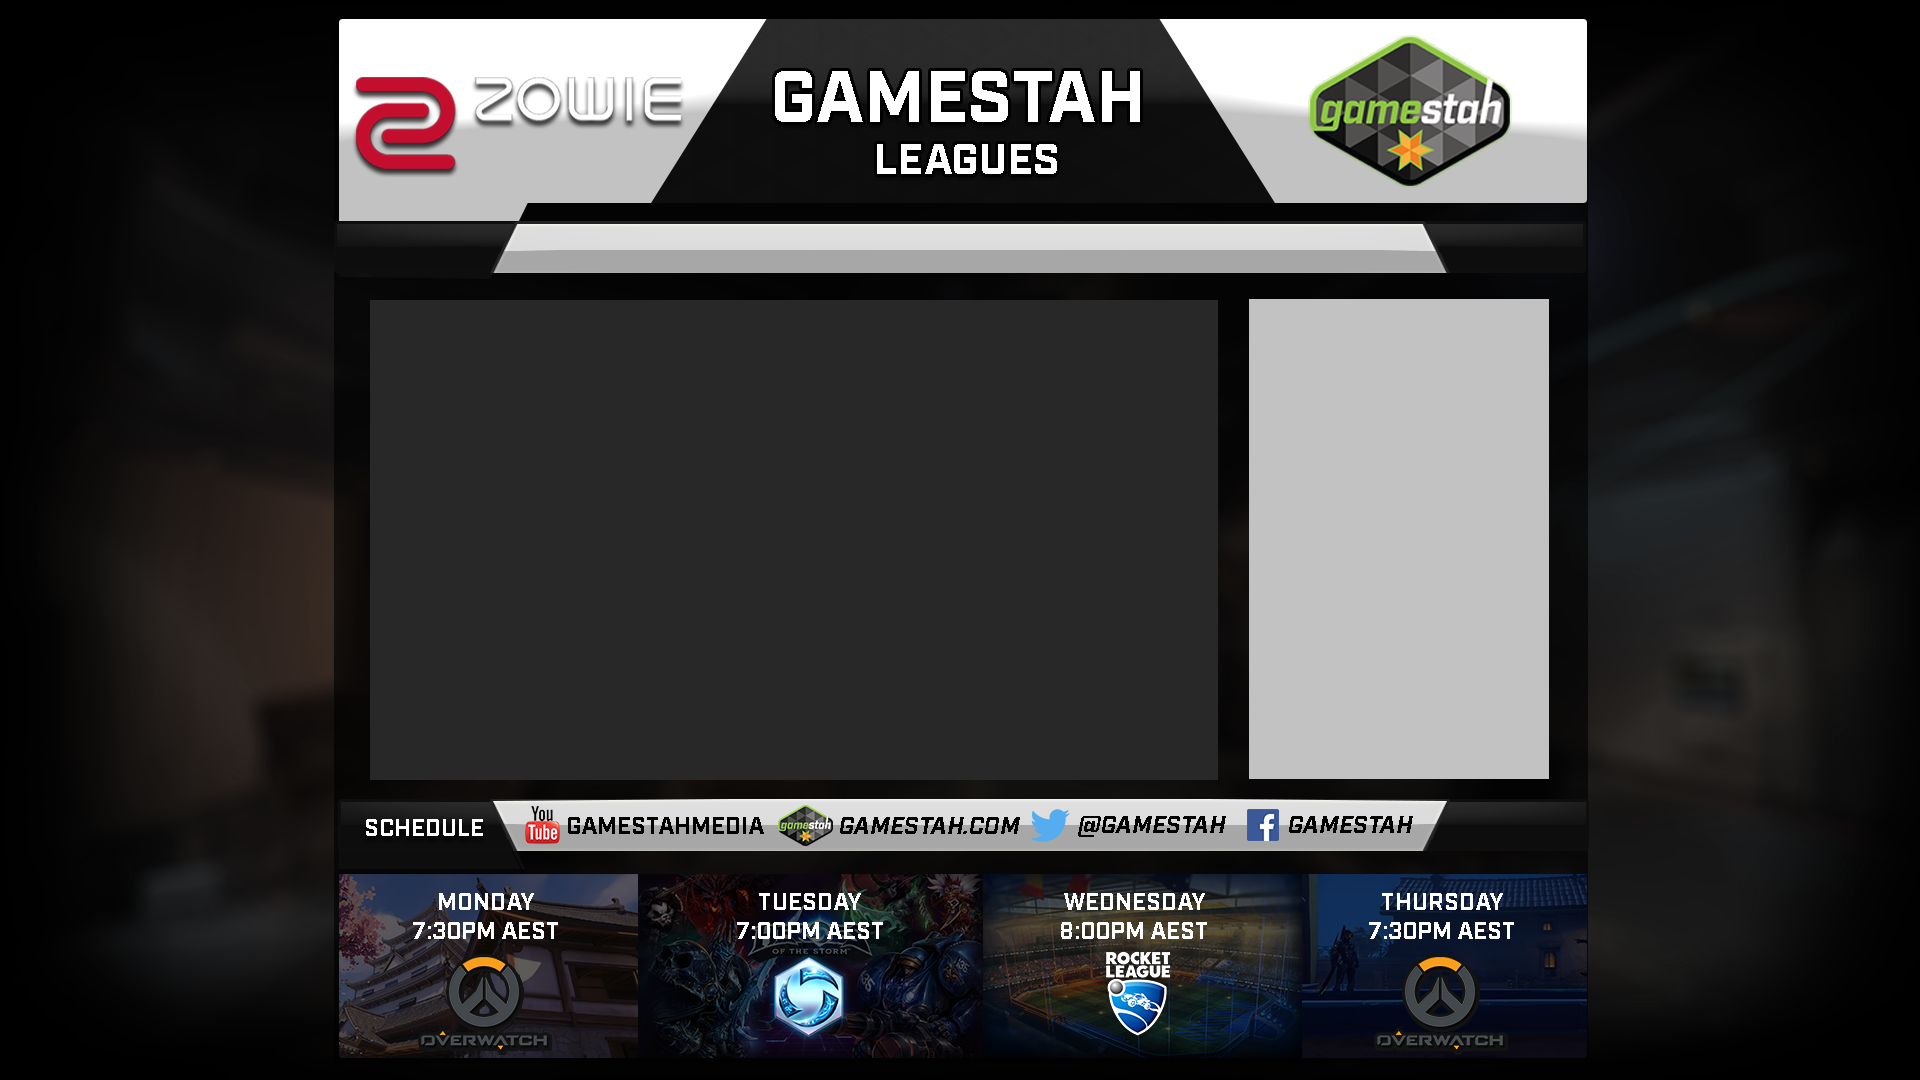 ZOWIE
GAMESTAH
LEAGUES
gamestah
SCHEDULE
You
Tube
GAMESTAHMEDIA
gamestah
GAMESTAH.COM
@GAMESTAH
GAMESTAH
MONDAY
7:30PM AEST
OVERWATCH
TUESDAY
7:00PM AEST
OF THE STORM
WEDNESDAY
8:00PM AEST
ROCKET
LEAGUE
THURSDAY
7:30PM AEST
OVERWATCH